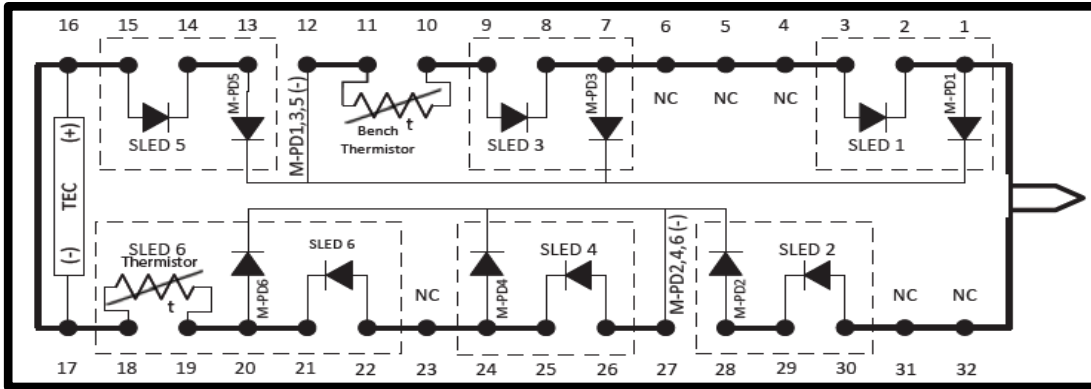 16 15 14 13 12 11 10 9 8 7 6 5 4 3 2 1
M-PD5
M-PD1,3,5 (-)
M-PD3
M-PD1
NC NC NC
t
Bench
Thermistor
SLED 5
SLED 3
SLED 1
(+)
TEC
(-)
SLED 6
Thermistor
t
M-PD6
SLED 6
NC
M-PD4
SLED 4
M-PD2,4,6 (-)
M-PD2
SLED 2
NC NC
17 18 19 20 21 22 23 24 25 26 27 28 29 30 31 32